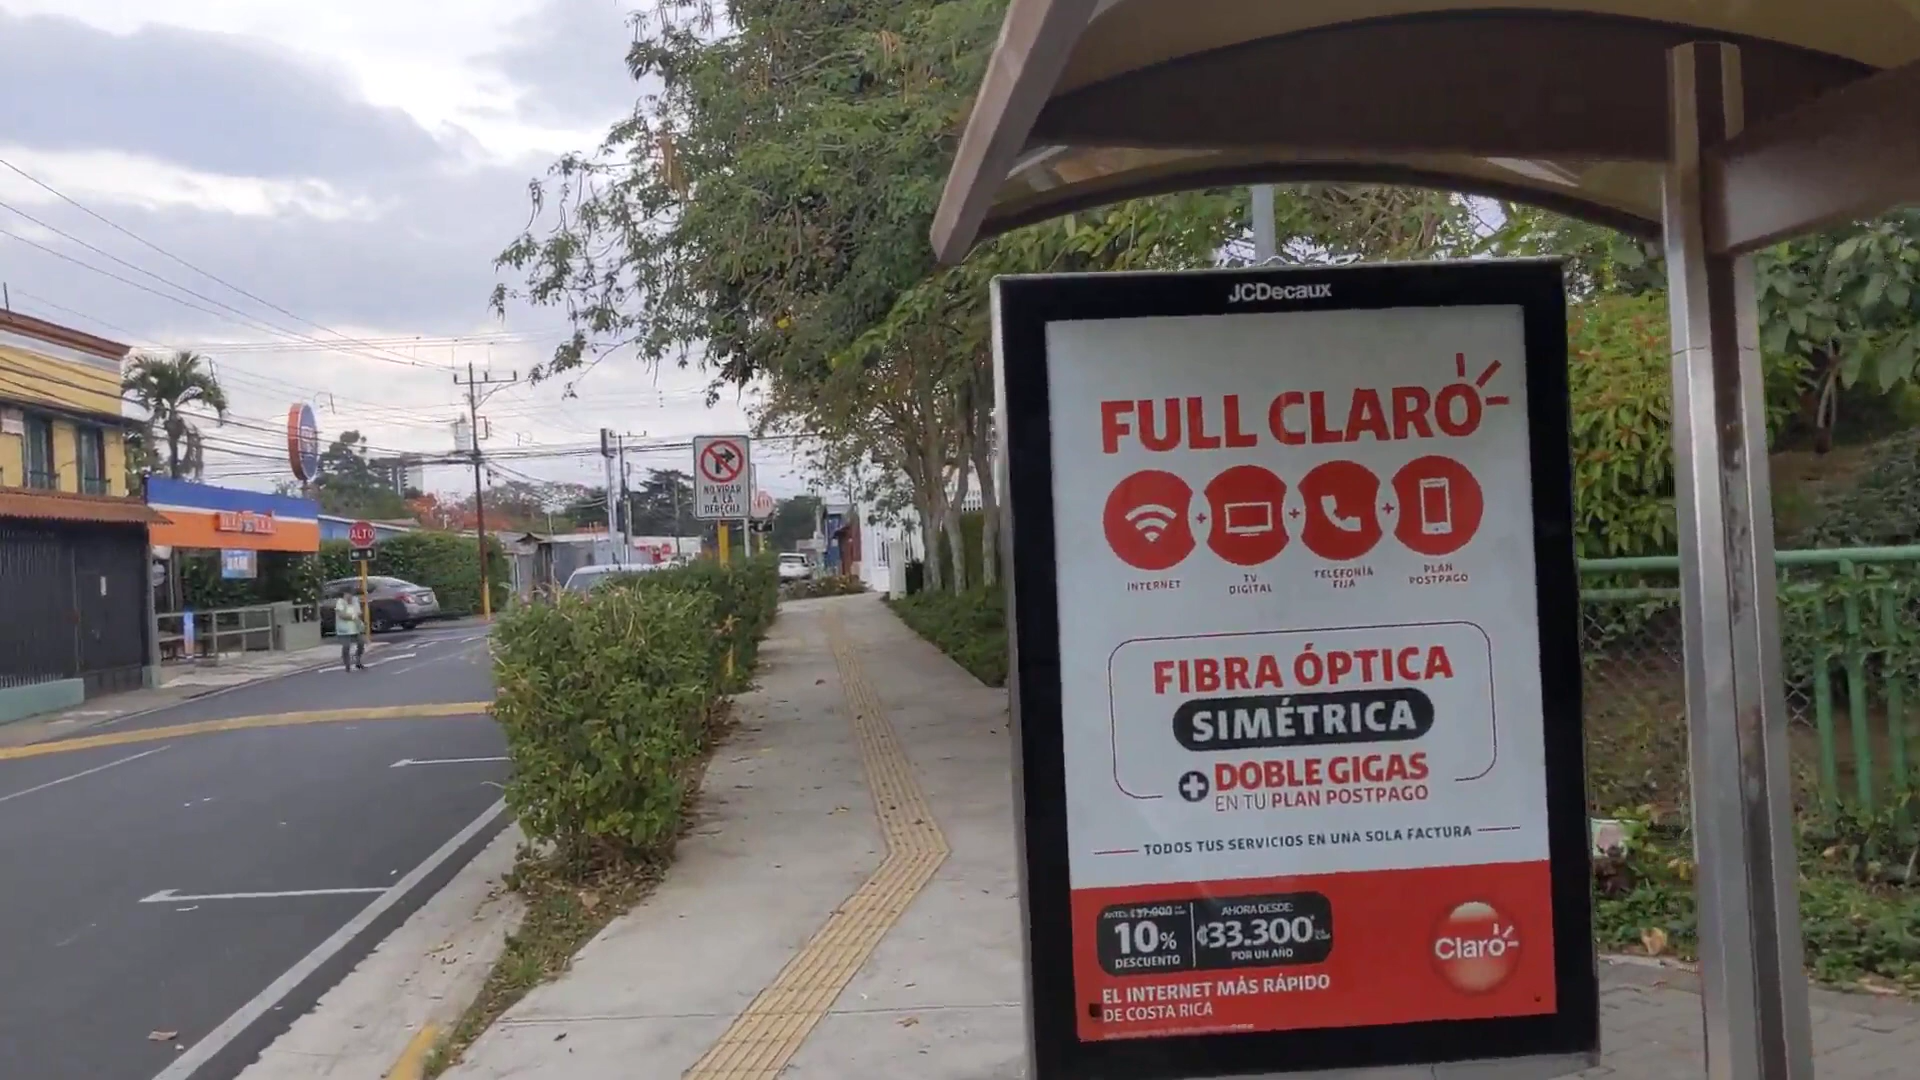 ALTO
NO VIRAR
A LA
DERECHA
JCDecaux
FULL CLARO
INTERNET
TV
DIGITAL
TELEFONÍA
FIJA
PLAN
POSTPAGO
FIBRA ÓPTICA
SIMÉTRICA
+ DOBLE GIGAS
EN TU PLAN POSTPAGO
TODOS TUS SERVICIOS EN UNA SOLA FACTURA
10%
DESCUENTO
AHORA DESDE:
₡33.300*
POR UN AÑO
EL INTERNET MÁS RÁPIDO
DE COSTA RICA
Claro